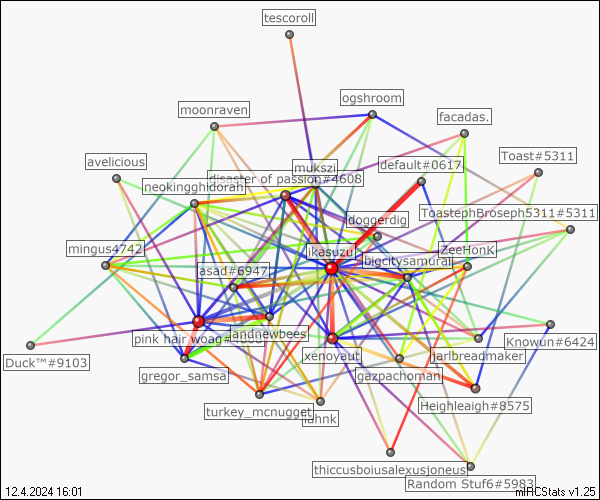 tescoroll
ogshroom
moonraven
facadas.
Toast#5311
avelicious
mukszi
default#0617
disaster of passion#4608
neokingghidorah
ToastephBroseph5311#5311
doggerdig
mingus4742
ikasuzu
ZeeHonK
bigcitysamurai
asad#6947
andnewbees
pink hair woag#
xenoyaut
jarlbreadmaker
Knowun#6424
Duck™#9103
gregor_samsa
gazpachoman
turkey_mcnugget
Heighleaigh#8575
thiccusboiusalexusjoneus
Random Stuf6#5983
12.4.2024 16:01
mIRCStats v1.25